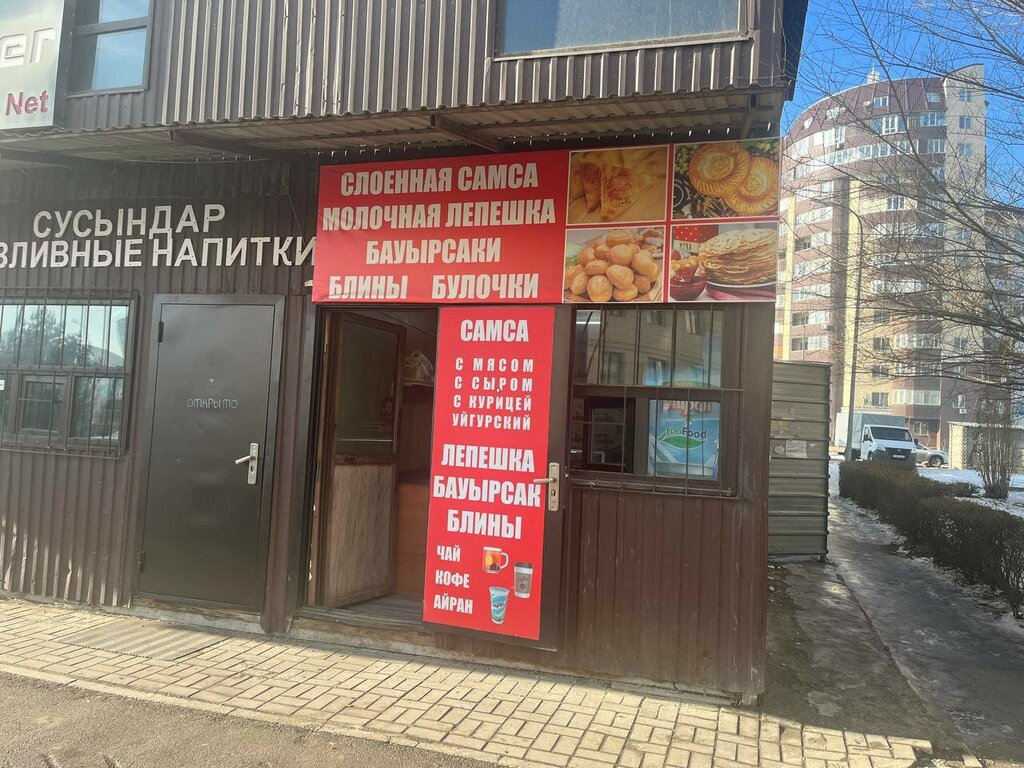 Net
СУСЫНДАР
НАПИТКИ
СЛОЕННАЯ САМСА
МОЛОЧНАЯ ЛЕПЕШКА
БАУЫРСАКИ
БЛИНЫ БУЛОЧКИ
ОТКРЫТО
САМСА
С МЯСОМ
С СЫРОМ
С КУРИЦЕЙ
УЙГУРСКИЙ
ЛЕПЕШКА
БАУЫРСАК
БЛИНЫ
ЧАЙ
КОФЕ
АЙРАН